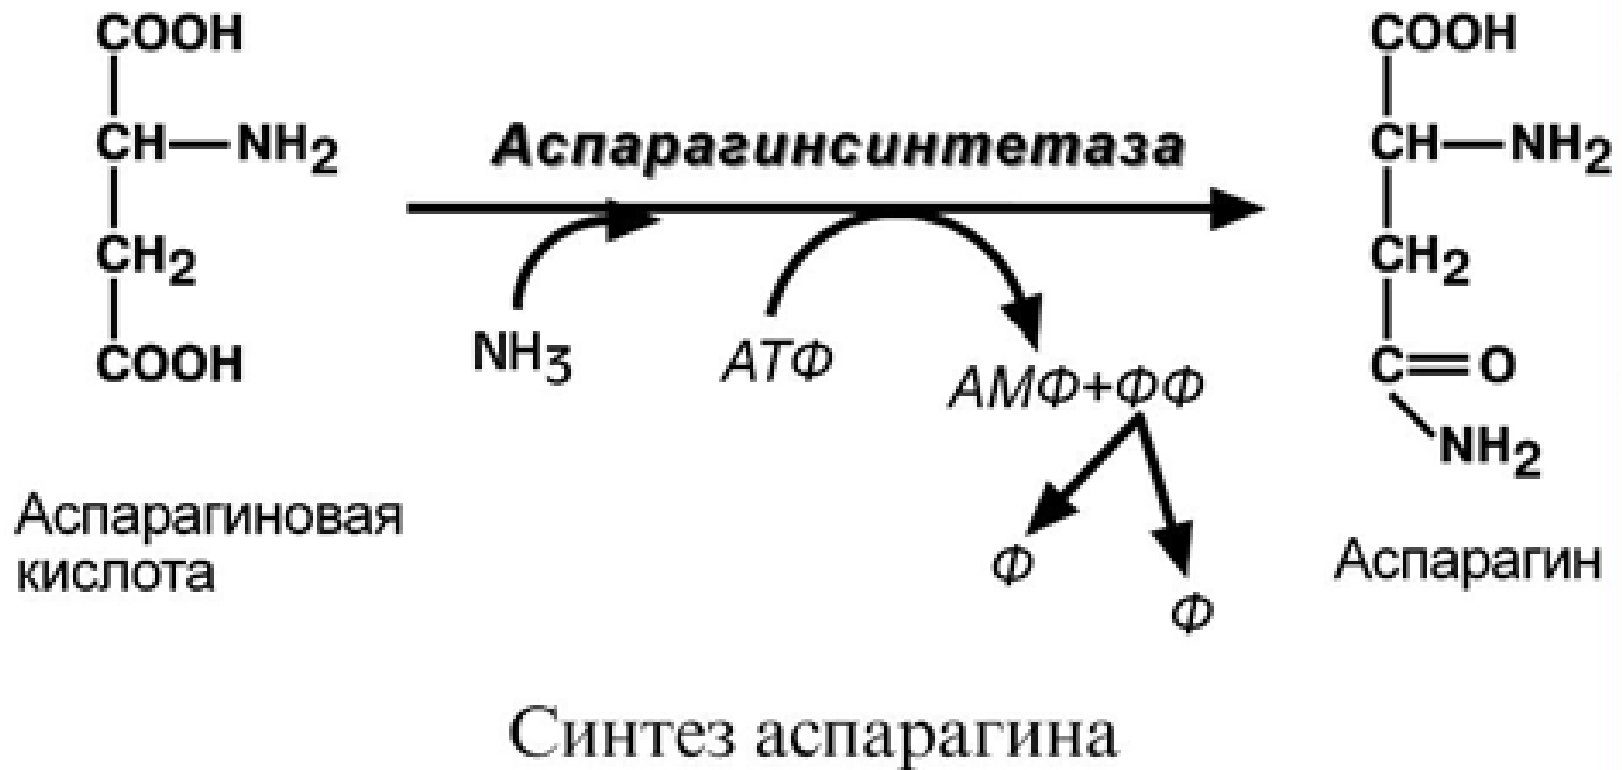 COOH
CH—NH2
CH2
COOH
Аспарагиновая
кислота
Аспарагинсинтетаза
NH3
АТФ
АМФ+ФФ
Ф
Ф
COOH
CH—NH2
CH2
C=O
NH2
Аспарагин
Синтез аспарагина